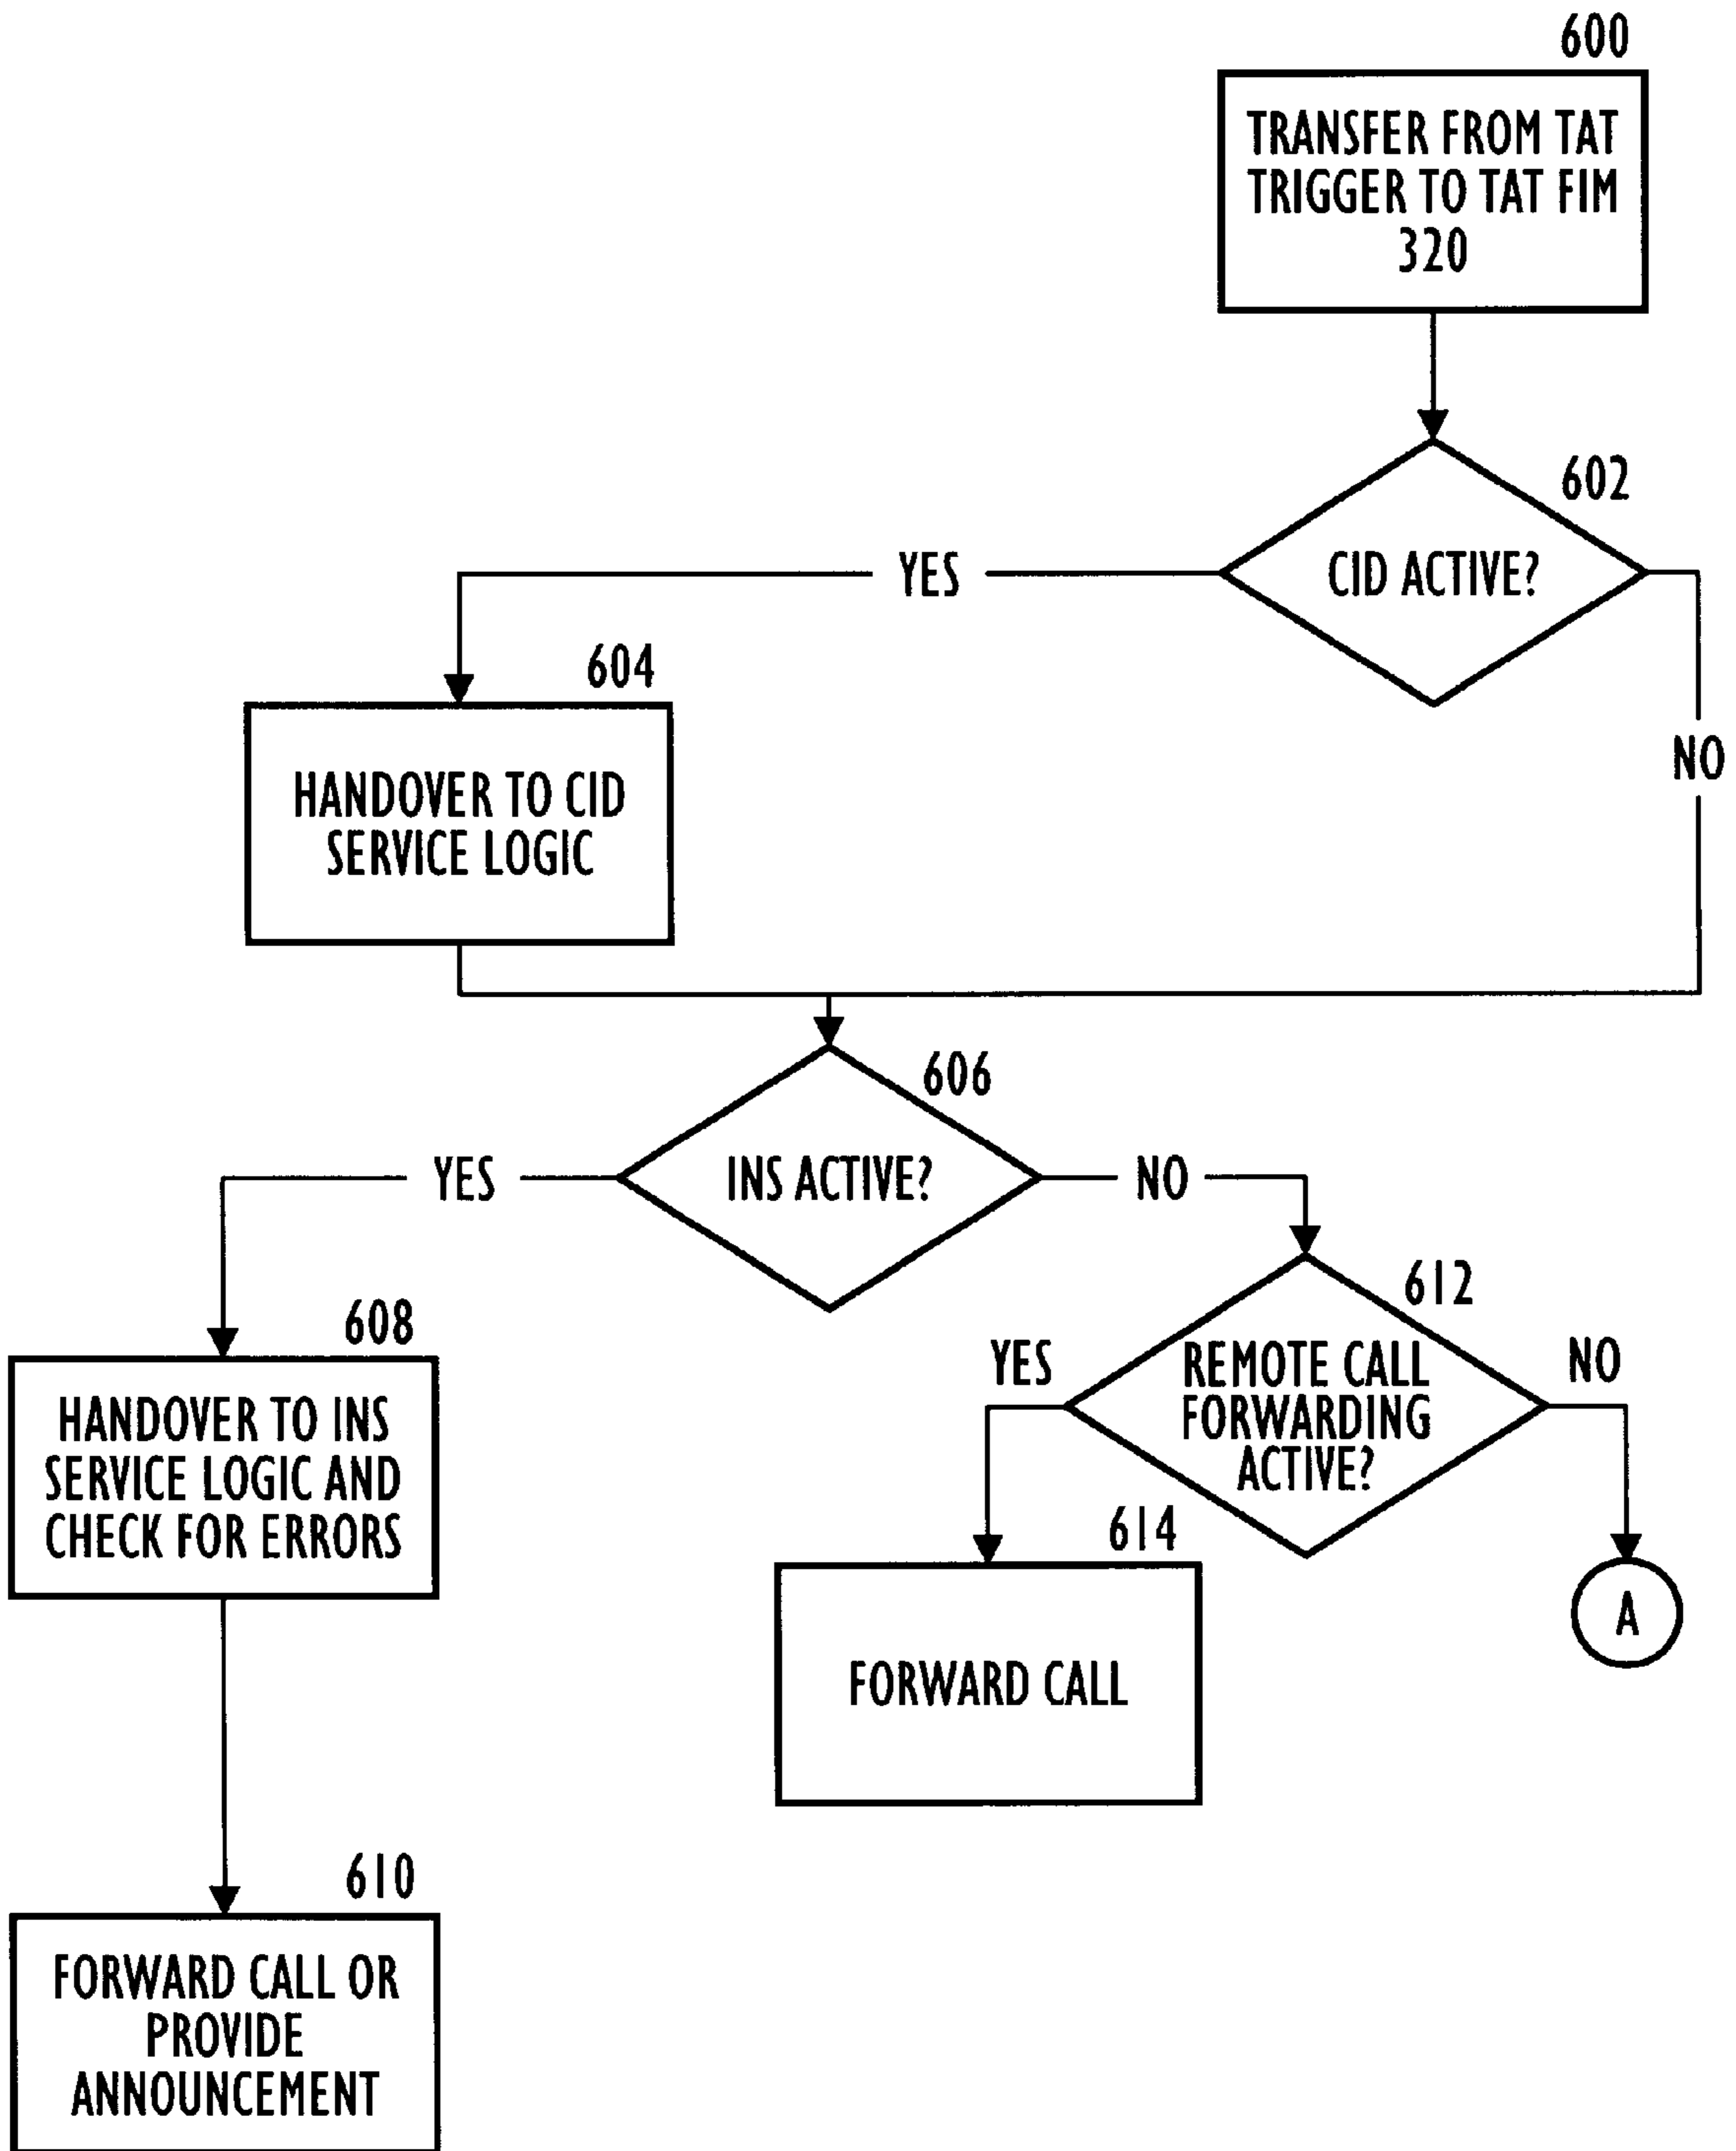 600
TRANSFER FROM TAT
TRIGGER TO TAT FIM
320
602
CID ACTIVE?
YES
NO
604
HANDOVER TO CID
SERVICE LOGIC
606
INS ACTIVE?
YES
NO
608
HANDOVER TO INS
SERVICE LOGIC AND
CHECK FOR ERRORS
612
REMOTE CALL
FORWARDING
ACTIVE?
YES
NO
614
FORWARD CALL
A
610
FORWARD CALL OR
PROVIDE
ANNOUNCEMENT